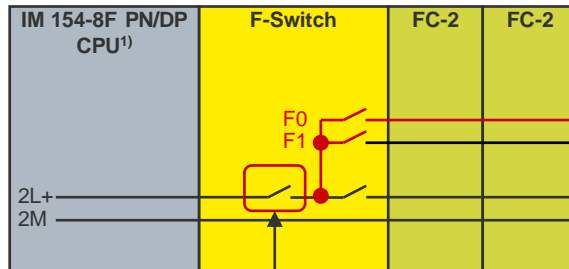 IM 154-8F PN/DP
CPU¹⁾
F-Switch
FC-2
FC-2
F0
F1
2L+
2M